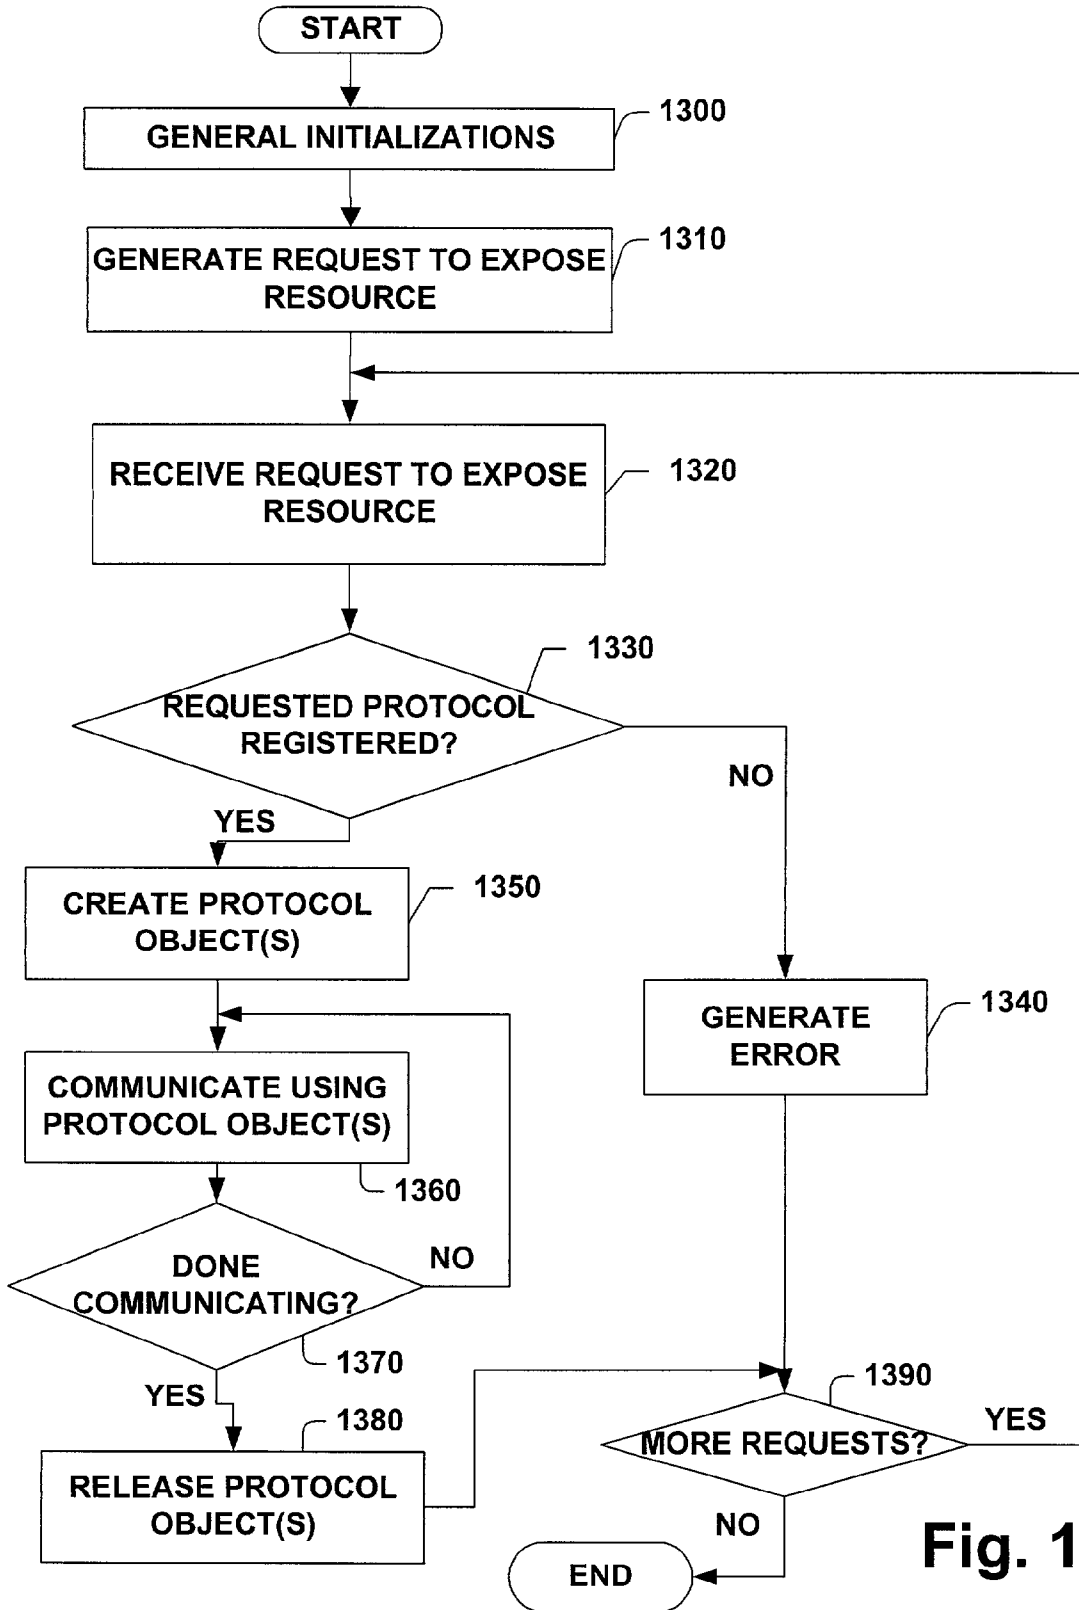 START
GENERAL INITIALIZATIONS
1300
GENERATE REQUEST TO EXPOSE
RESOURCE
1310
RECEIVE REQUEST TO EXPOSE
RESOURCE
1320
REQUESTED PROTOCOL
REGISTERED?
1330
NO
YES
CREATE PROTOCOL
OBJECT(S)
1350
GENERATE
ERROR
1340
COMMUNICATE USING
PROTOCOL OBJECT(S)
1360
DONE
COMMUNICATING?
NO
1370
YES
1380
RELEASE PROTOCOL
OBJECT(S)
1390
MORE REQUESTS?
YES
NO
END
Fig. 1